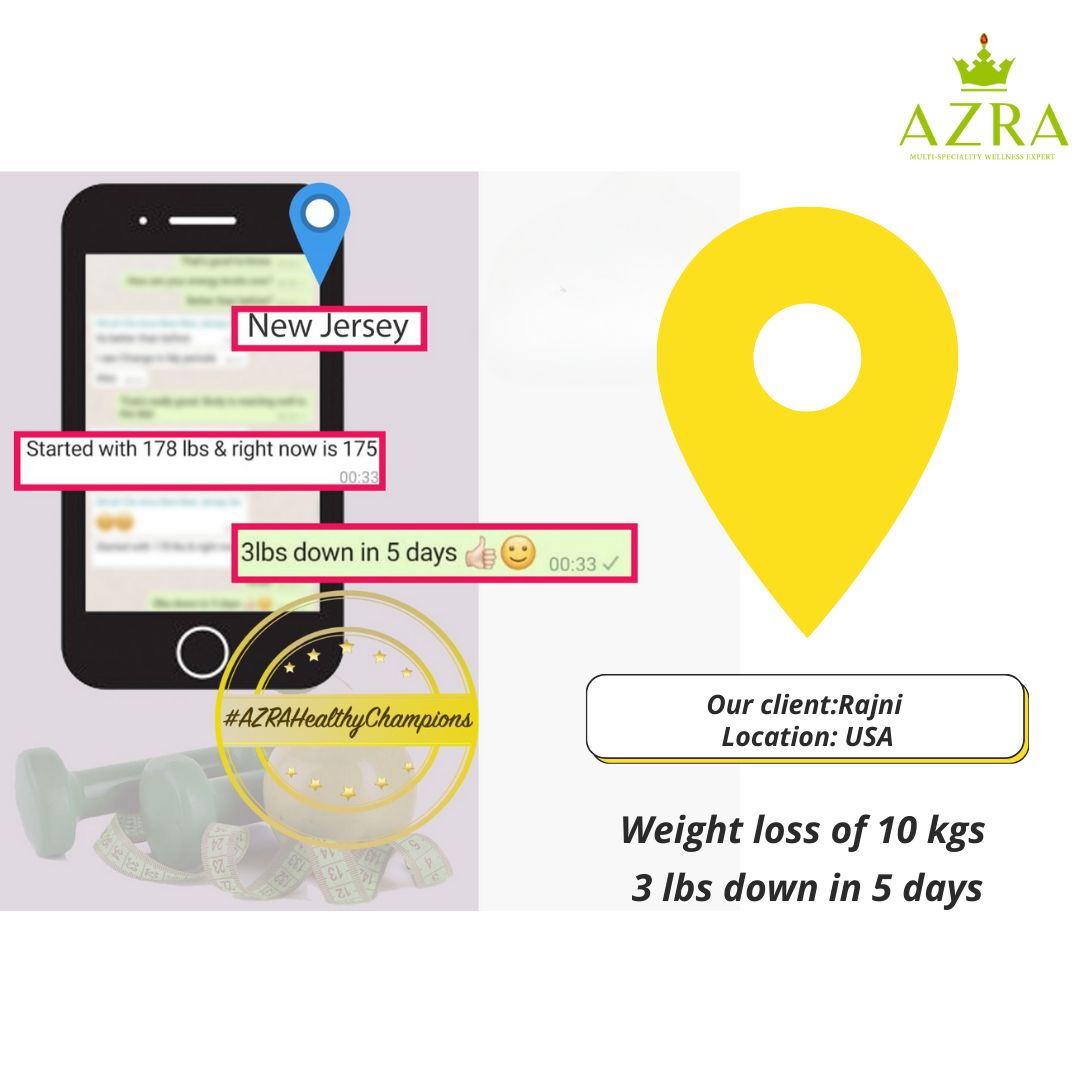 AZRA
MULTI-SPECIALITY WELLNESS EXPERT
New Jersey
Started with 178 lbs & right now is 175
00:33
3lbs down in 5 days 👍🙂 00:33 ✓
#AZRAHealthyChampions
Our client:Rajni
Location: USA
Weight loss of 10 kgs
3 lbs down in 5 days